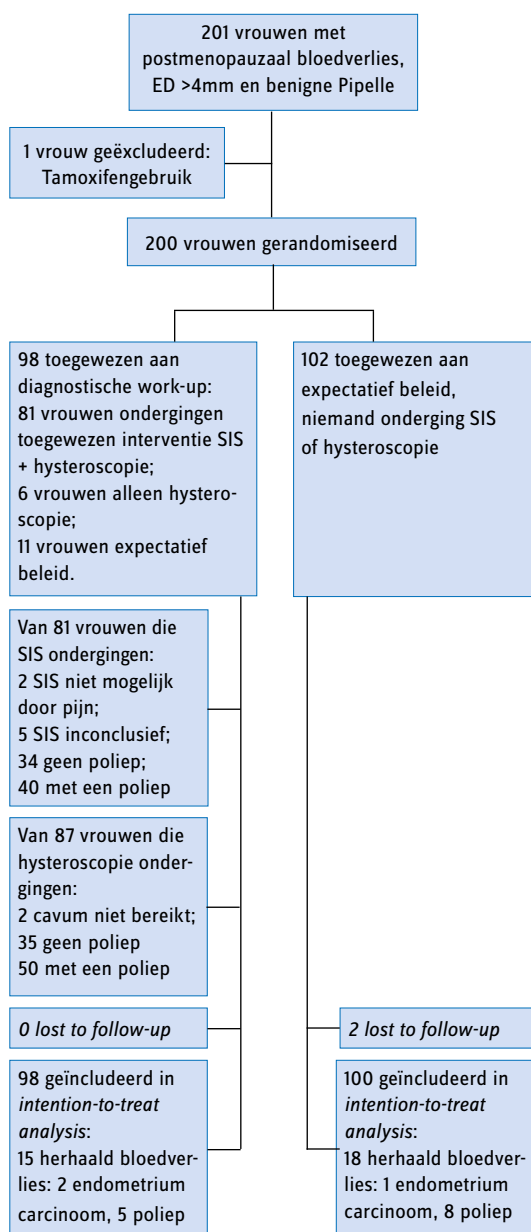 201 vrouwen met
postmenopauzaal bloedverlies,
ED >4mm en benigne Pipelle
1 vrouw geëxcludeerd:
Tamoxifengebruik
200 vrouwen gerandomiseerd
98 toegewezen aan
diagnostische work-up:
81 vrouwen ondergingen
toegewezen interventie SIS
+ hysteroscopie;
6 vrouwen alleen hystero-
scopie;
11 vrouwen expectatief
beleid.
102 toegewezen aan
expectatief beleid,
niemand onderging SIS
of hysteroscopie
Van 81 vrouwen die
SIS ondergingen:
2 SIS niet mogelijk
door pijn;
5 SIS inconclusief;
34 geen poliep;
40 met een poliep
Van 87 vrouwen die
hysteroscopie onder-
gingen:
2 cavum niet bereikt;
35 geen poliep
50 met een poliep
0 lost to follow-up
2 lost to follow-up
98 geïncludeerd in
intention-to-treat
analysis:
15 herhaald bloedver-
lies: 2 endometrium
carcinoom, 5 poliep
100 geïncludeerd in
intention-to-treat
analysis:
18 herhaald bloedver-
lies: 1 endometrium
carcinoom, 8 poliep